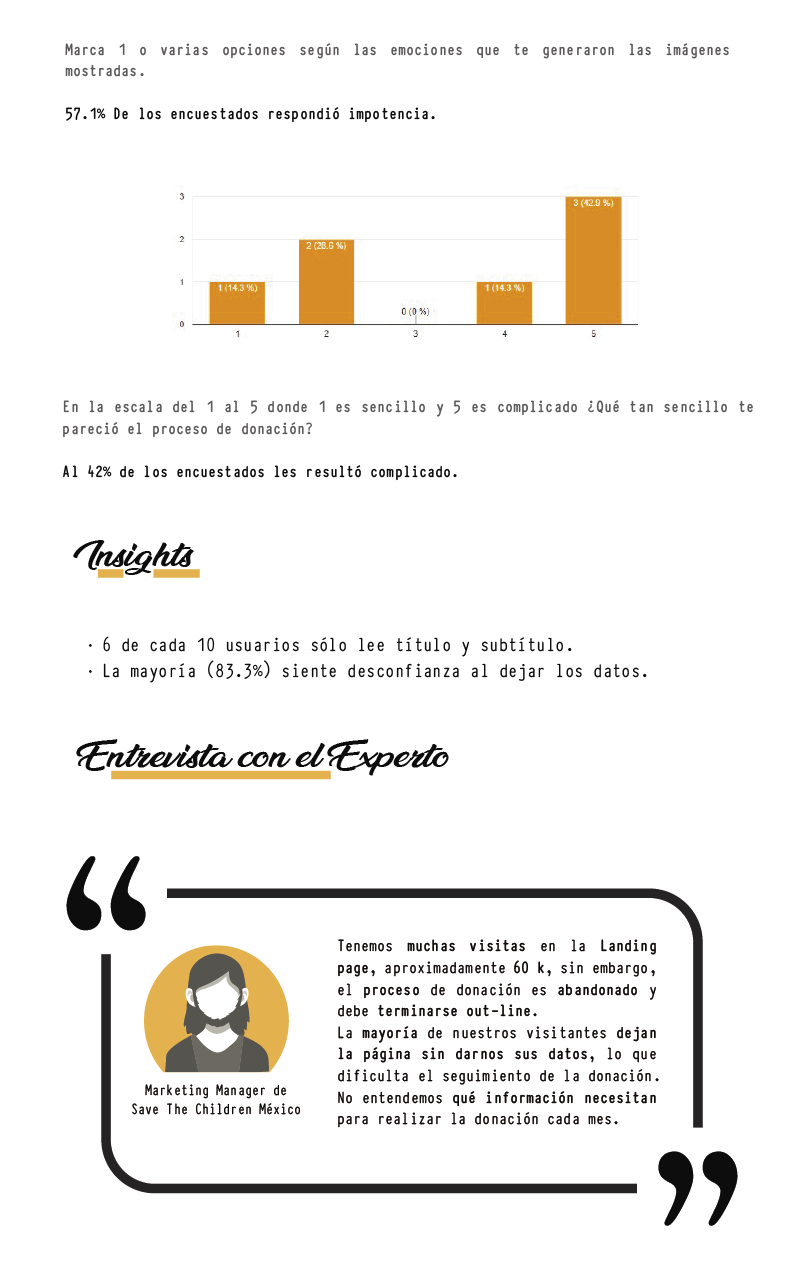 Marca 1 o varias opciones según las emociones que te generaron las imágenes
mostradas.
57.1% De los encuestados respondió impotencia.
3
3 (42.9 %)
2
2 (28.6 %)
1
1 (14.3 %)
1 (14.3 %)
0 (0 %)
0
1 2 3 4 5
En la escala del 1 al 5 donde 1 es sencillo y 5 es complicado ¿Qué tan sencillo te
pareció el proceso de donación?
Al 42% de los encuestados les resultó complicado.
Insights
· 6 de cada 10 usuarios sólo lee título y subtítulo.
· La mayoría (83.3%) siente desconfianza al dejar los datos.
Entrevista con el Experto
“
Tenemos muchas visitas en la Landing
page, aproximadamente 60 k, sin embargo,
el proceso de donación es abandonado y
debe terminarse out-line.
La mayoría de nuestros visitantes dejan
la página sin darnos sus datos, lo que
dificulta el seguimiento de la donación.
No entendemos qué información necesitan
para realizar la donación cada mes.
Marketing Manager de
Save The Children México
”